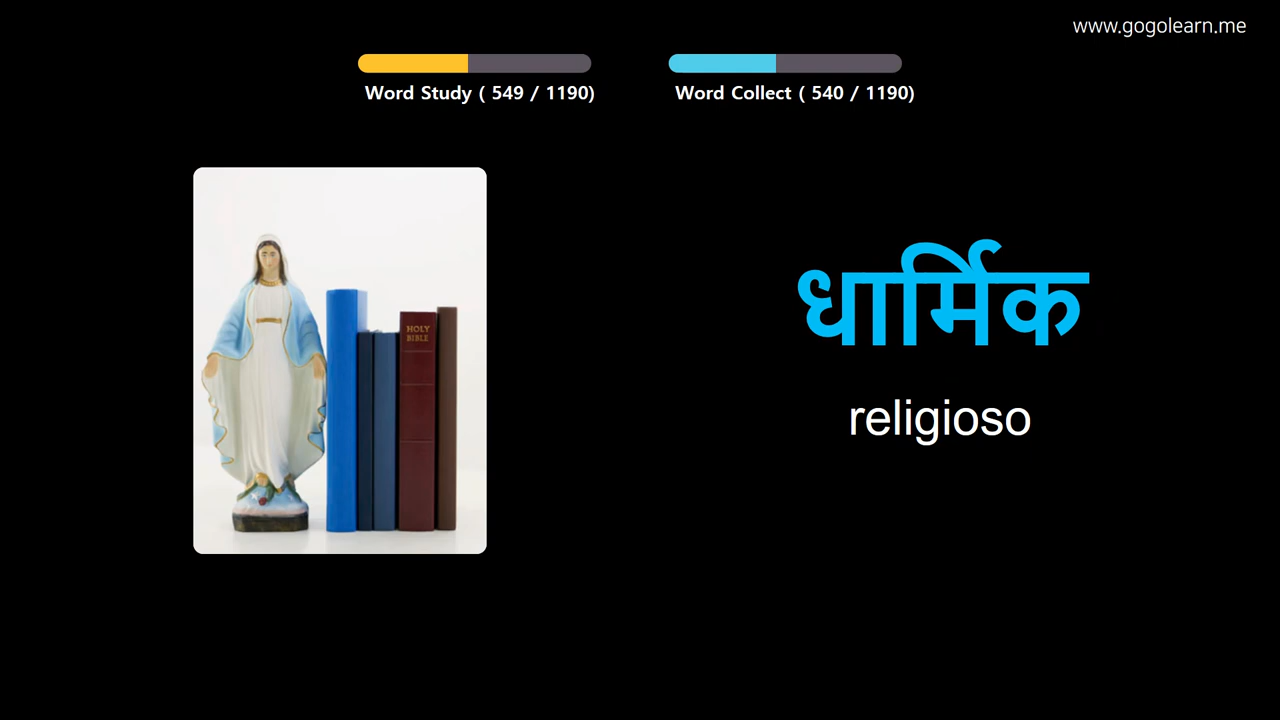 www.gogolearn.me
Word Study ( 549 / 1190)
Word Collect ( 540 / 1190)
HOLY
BIBLE
धार्मिक
religioso